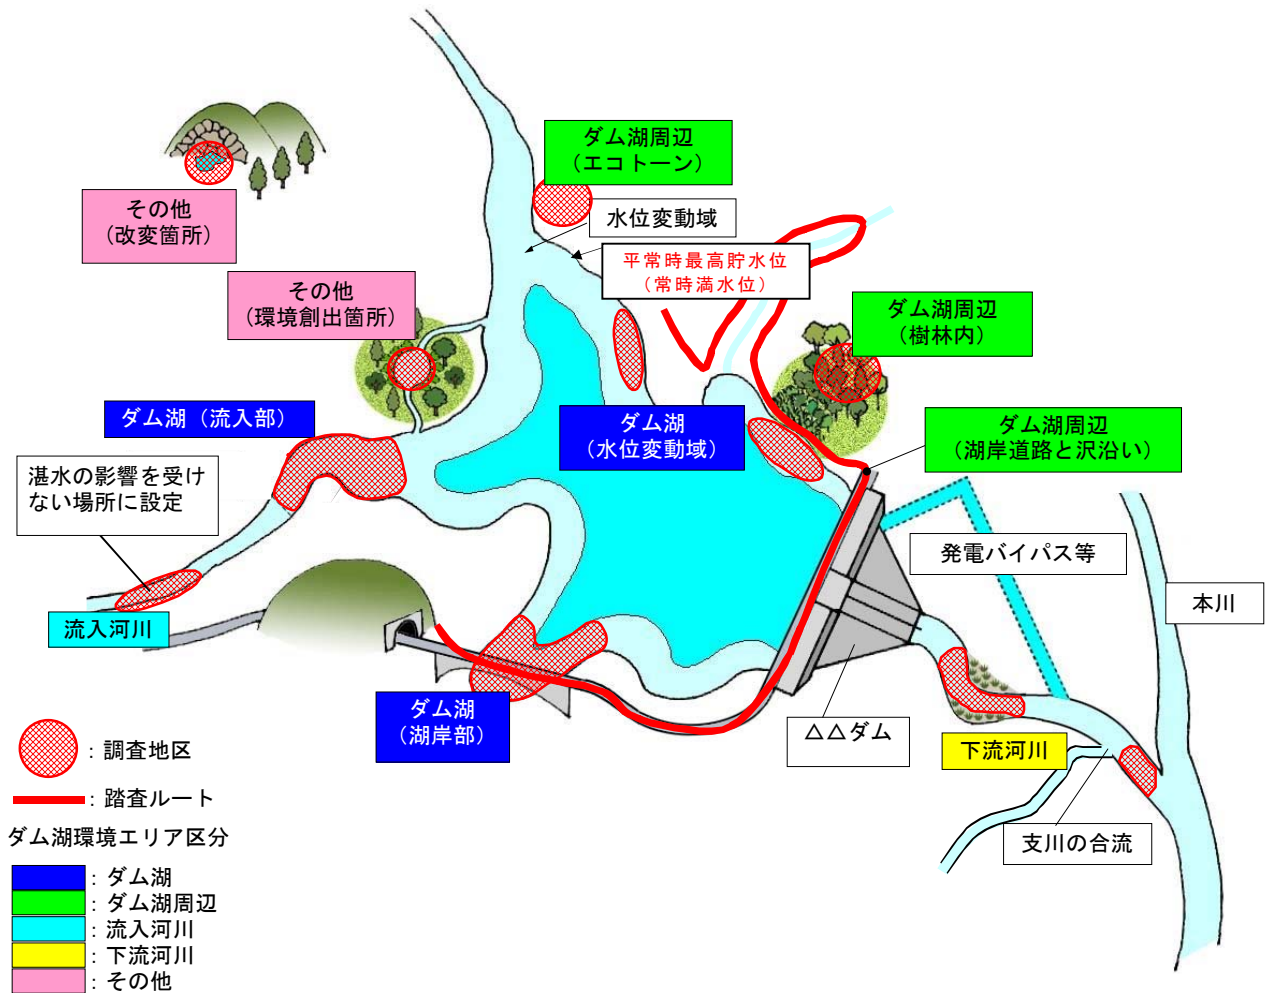 ダム湖周辺
（エコトーン）
水位変動域
平常時最高貯水位
（常時満水位）
その他
（改変箇所）
その他
（環境創出箇所）
ダム湖周辺
（樹林内）
ダム湖（流入部）
ダム湖
（水位変動域）
ダム湖周辺
（湖岸道路と沢沿い）
湛水の影響を受け
ない場所に設定
発電バイパス等
本川
流入河川
ダム湖
（湖岸部）
△△ダム
下流河川
支川の合流
：調査地区
：踏査ルート
ダム湖環境エリア区分
：ダム湖
：ダム湖周辺
：流入河川
：下流河川
：その他